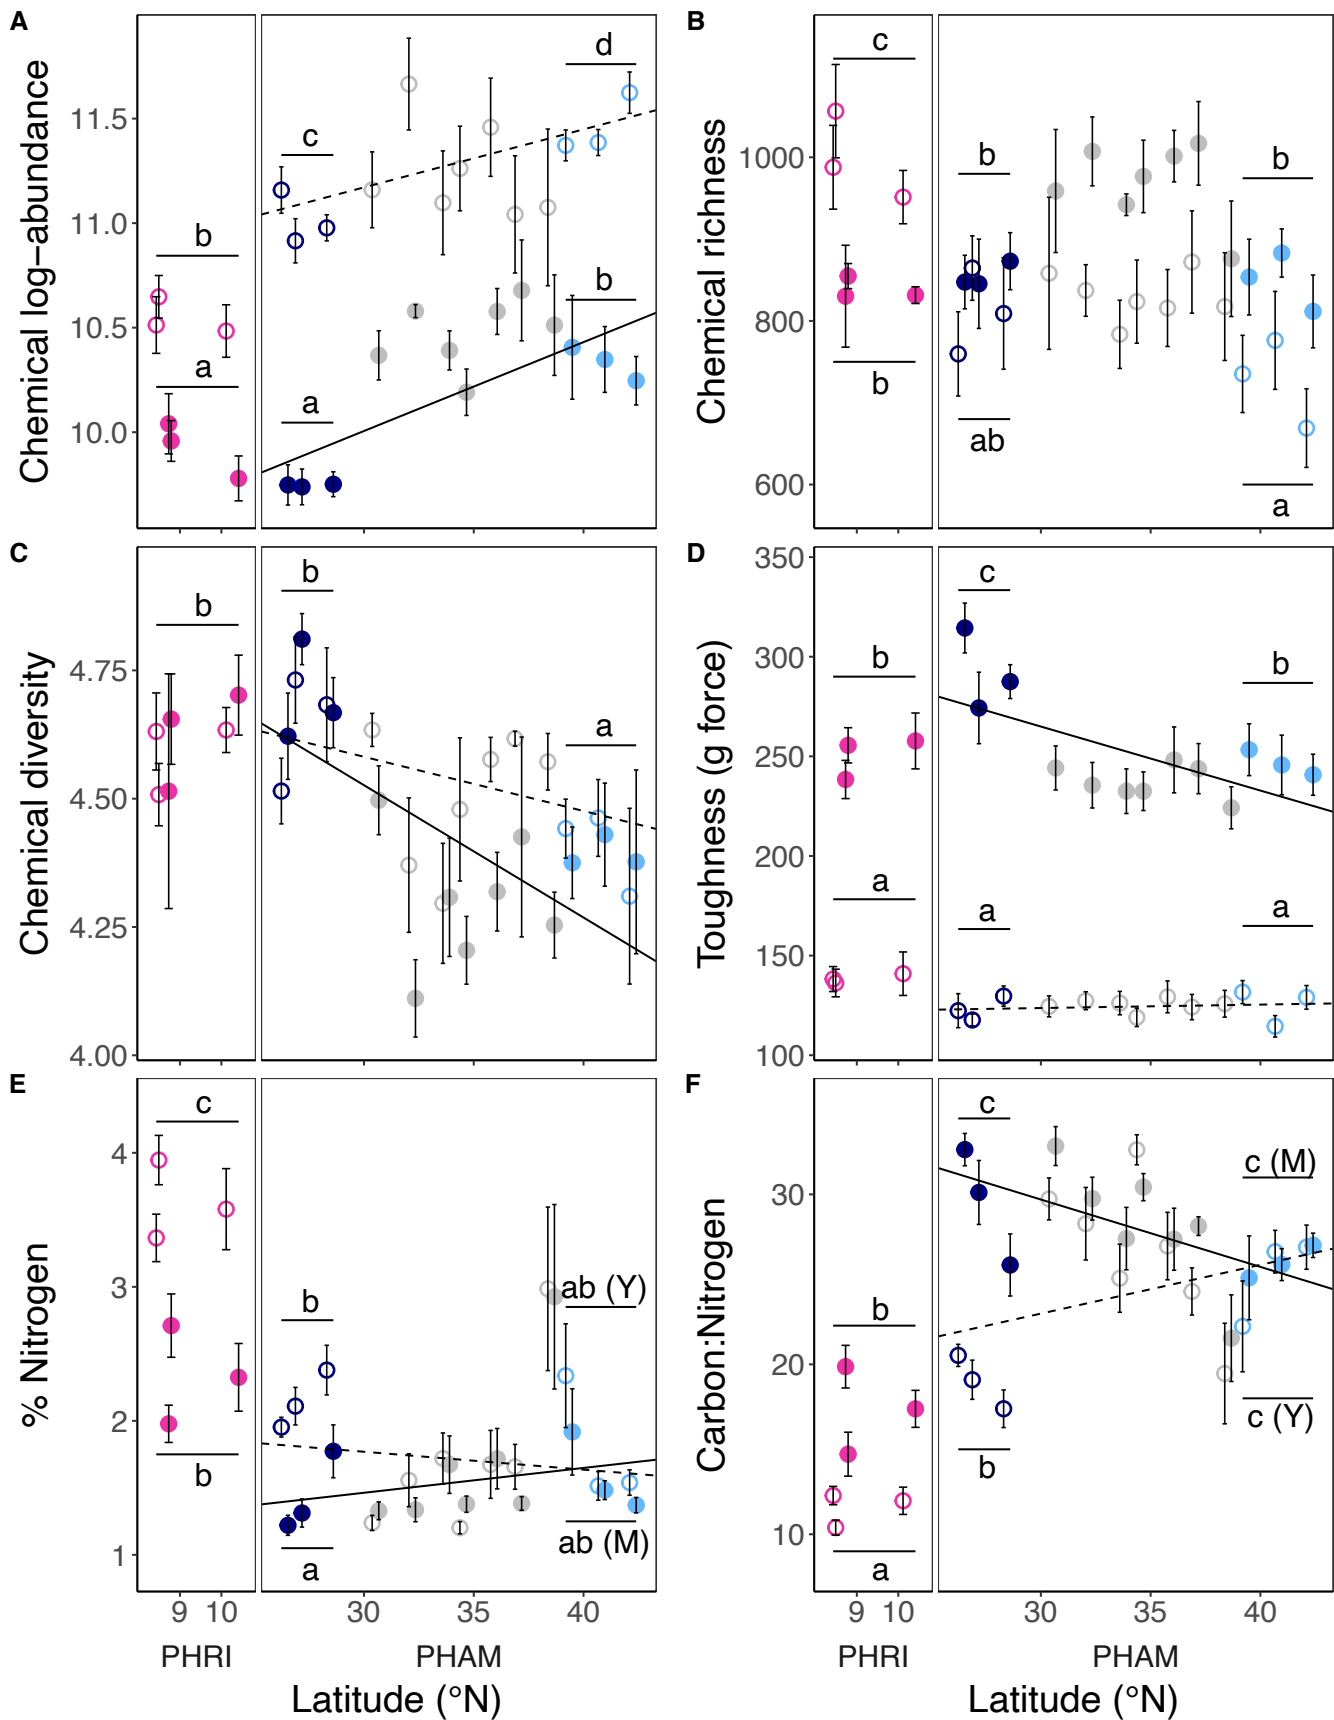 A
Chemical log−abundance
11.5
11.0
10.5
10.0
b
a
c
a
d
b
B
Chemical richness
1000
800
600
c
b
b
ab
b
a
C
Chemical diversity
4.75
4.50
4.25
4.00
b
b
a
D
Toughness (g force)
350
300
250
200
150
100
b
a
c
a
b
a
E
% Nitrogen
4
3
2
1
c
b
b
a
ab (Y)
ab (M)
9 10
30 35 40
PHRI PHAM
Latitude (°N)
F
Carbon:Nitrogen
30
20
10
b
a
c
b
c (M)
c (Y)
9 10
30 35 40
PHRI PHAM
Latitude (°N)